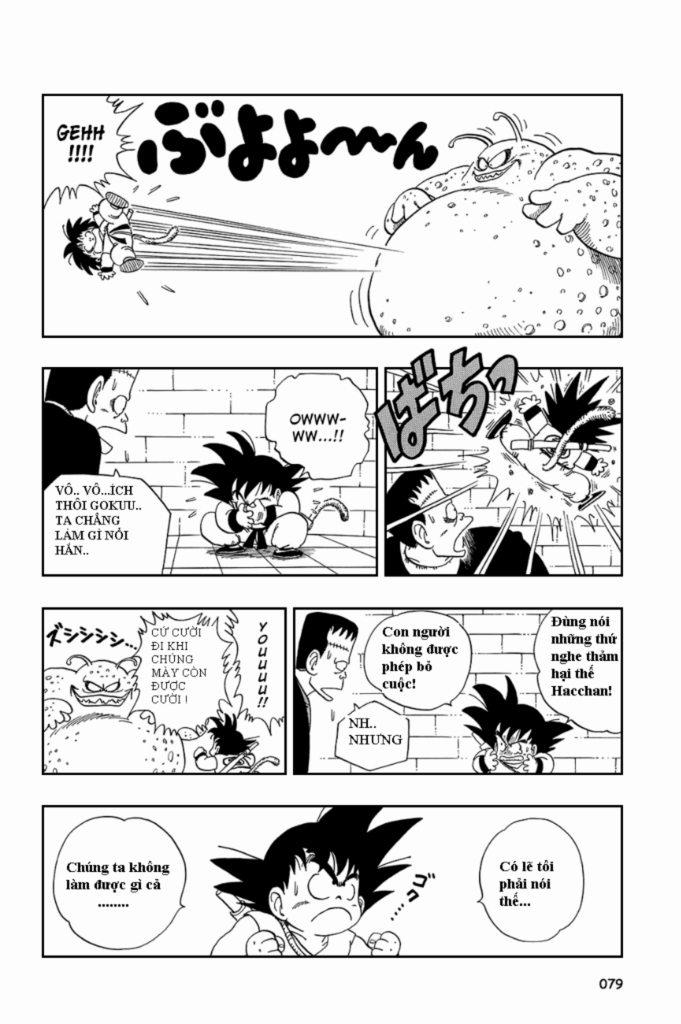 GEHH
!!!!
ぶよよ〜〜ん
ばちっ
OWWW-
WW...!!
VÔ.. VÔ...ÍCH
THÔI GOKUU..
TA CHẲNG
LÀM GÌ NỔI
HẮN..
Đừng nói
những thứ
nghe thảm
hại thế
Hacchan!
Con người
không được
phép bỏ
cuộc!
NH..
NHƯNG
YOUUUU!!
CỨ CƯỜI
ĐI KHI
CHÚNG
MÀY CÒN
ĐƯỢC
CƯỜI !
ズシシシシ...
Có lẽ tôi
phải nói
thế...
ゴクッ......
Chúng ta không
làm được gì cả
........
079